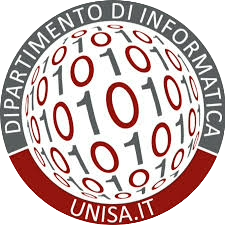 DIPARTIMENTO DI INFORMATICA
UNISA.IT